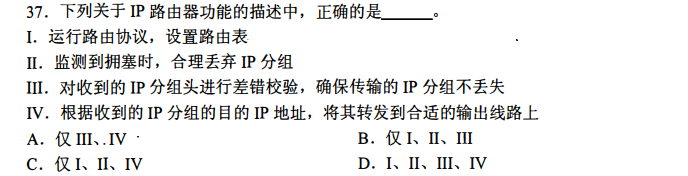 37．下列关于 IP 路由器功能的描述中，正确的是______。
I．运行路由协议，设置路由表
II．监测到拥塞时，合理丢弃 IP 分组
III．对收到的 IP 分组头进行差错校验，确保传输的 IP 分组不丢失
IV．根据收到的 IP 分组的目的 IP 地址，将其转发到合适的输出线路上
A．仅 III、IV B．仅 I、II、III
C．仅 I、II、IV D．I、II、III、IV